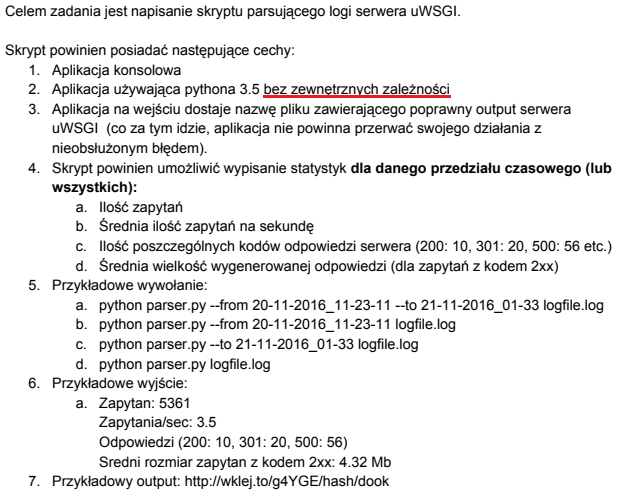 Celem zadania jest napisanie skryptu parsującego logi serwera uWSGI.
Skrypt powinien posiadać następujące cechy:
1. Aplikacja konsolowa
2. Aplikacja używająca pythona 3.5 bez zewnętrznych zależności
3. Aplikacja na wejściu dostaje nazwę pliku zawierającego poprawny output serwera
uWSGI (co za tym idzie, aplikacja nie powinna przerwać swojego działania z
nieobsłużonym błędem).
4. Skrypt powinien umożliwić wypisanie statystyk dla danego przedziału czasowego (lub
wszystkich):
a. Ilość zapytań
b. Średnia ilość zapytań na sekundę
c. Ilość poszczególnych kodów odpowiedzi serwera (200: 10, 301: 20, 500: 56 etc.)
d. Średnia wielkość wygenerowanej odpowiedzi (dla zapytań z kodem 2xx)
5. Przykładowe wywołanie:
a. python parser.py --from 20-11-2016_11-23-11 --to 21-11-2016_01-33 logfile.log
b. python parser.py --from 20-11-2016_11-23-11 logfile.log
c. python parser.py --to 21-11-2016_01-33 logfile.log
d. python parser.py logfile.log
6. Przykładowe wyjście:
a. Zapytan: 5361
Zapytania/sec: 3.5
Odpowiedzi (200: 10, 301: 20, 500: 56)
Sredni rozmiar zapytan z kodem 2xx: 4.32 Mb
7. Przykładowy output: http://wklej.to/g4YGE/hash/dook